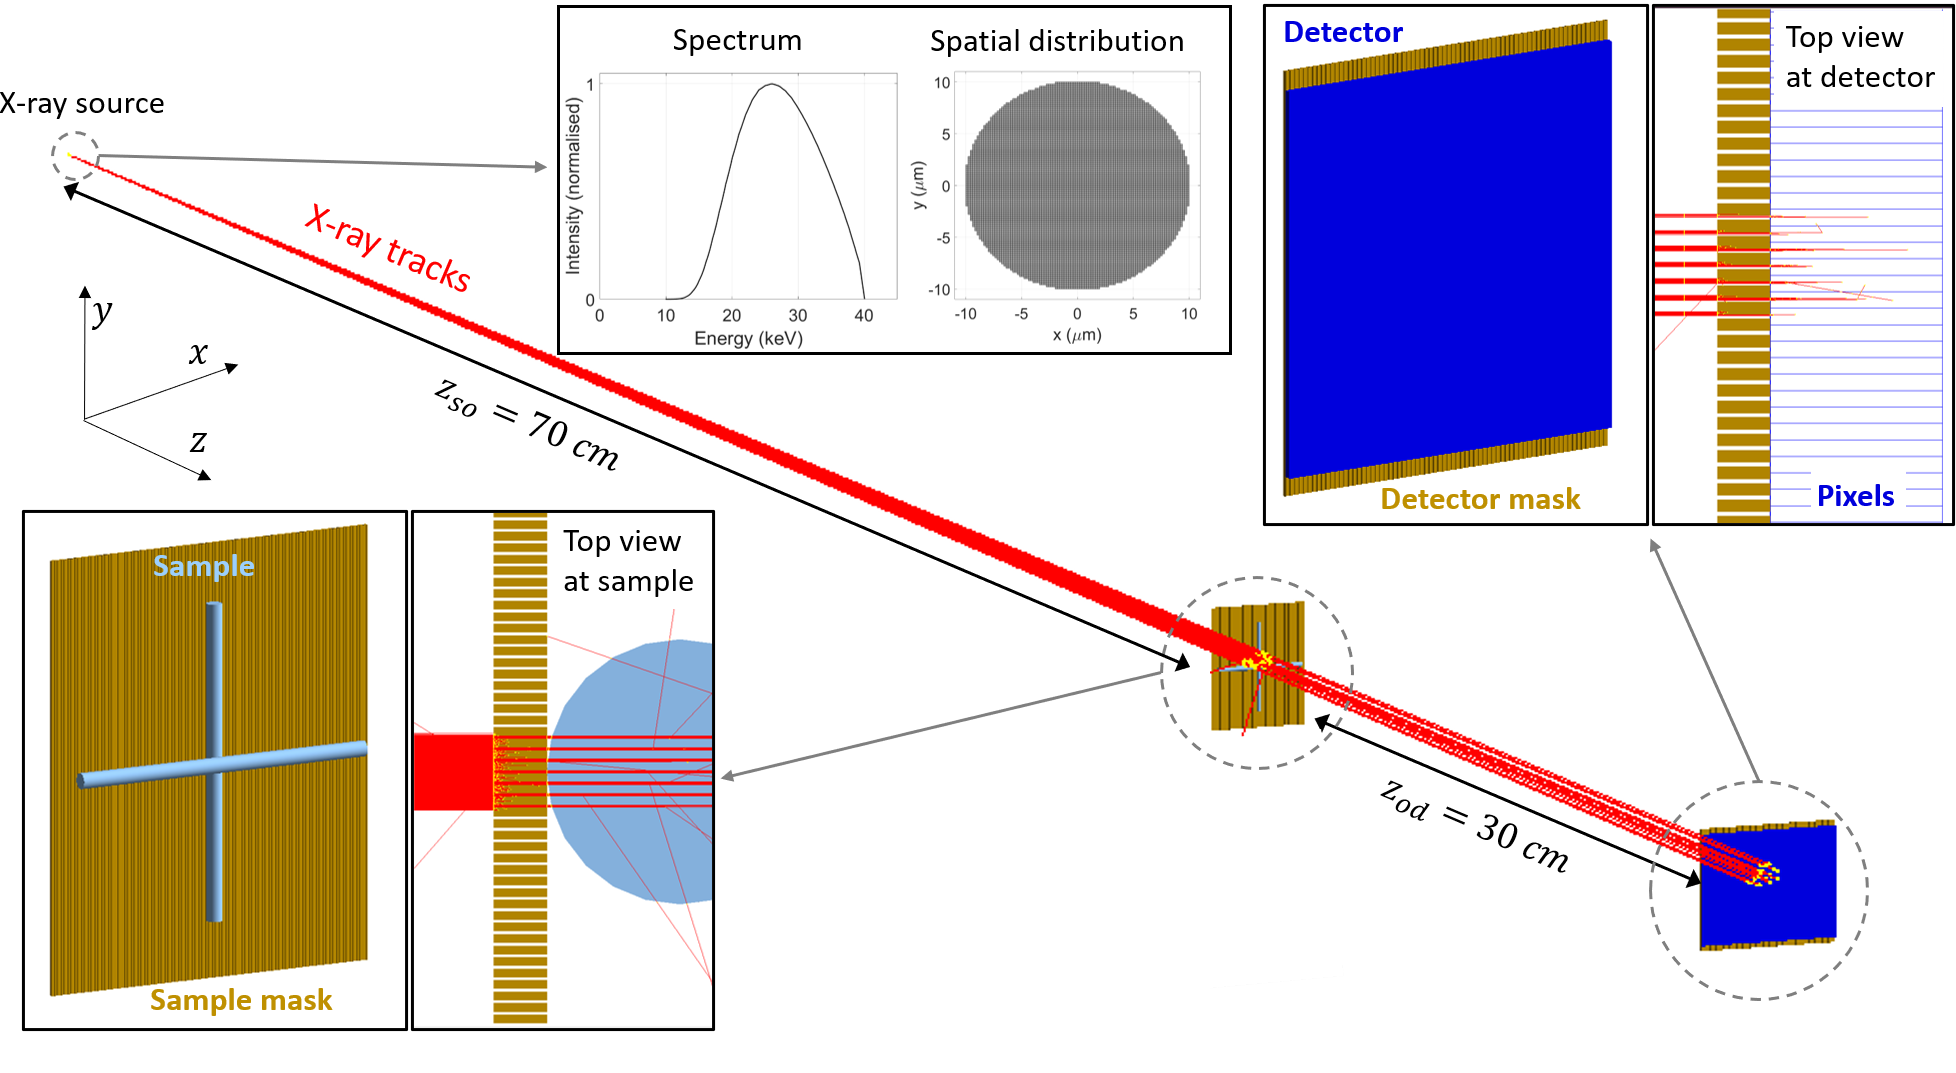 X-ray source
Spectrum
Intensity (normalised)
1
0
0 10 20 30 40
Energy (keV)
Spatial distribution
y (μm)
10
5
0
-5
-10
-10 -5 0 5 10
x (μm)
Detector
Detector mask
Top view
at detector
Pixels
X-ray tracks
y
x
z
z_so = 70 cm
Sample
Sample mask
Top view
at sample
z_od = 30 cm